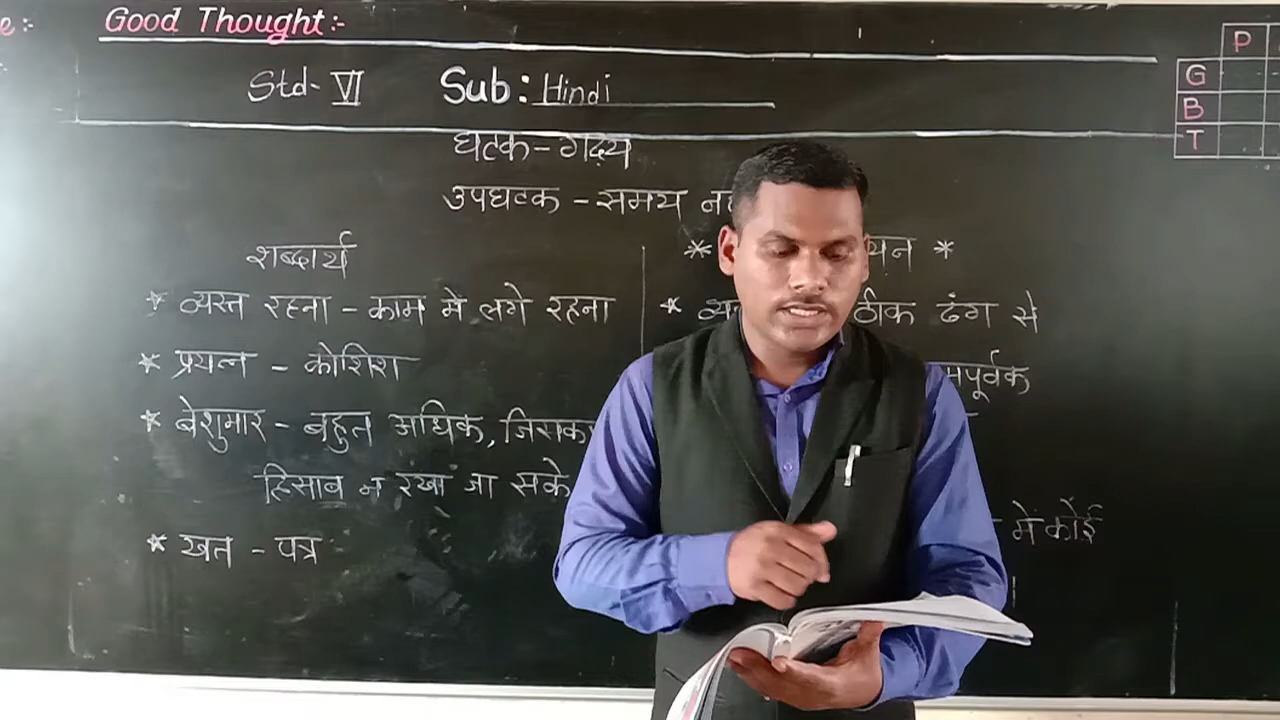 Good Thought:-
P
Std- VI Sub: Hindi
G
B
T
घटक - गद्य
उपघटक - समय
शब्दार्थ
* *
* व्यस्त रहना - काम में लगे रहना
* ठीक ढंग से
* प्रयत्न - कोशिश
* बेशुमार - बहुत अधिक, जिसका
हिसाब न रखा जा सके
* खत - पत्र
में कोई